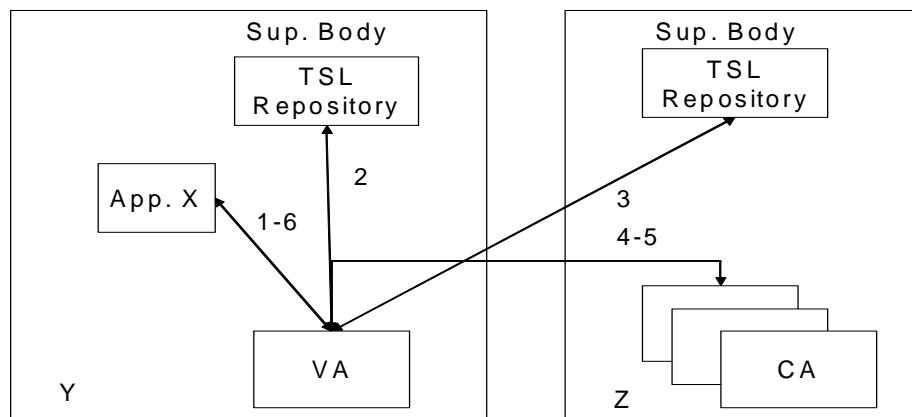 Sup. Body
TSL
Repository
App. X
1-6
2
VA
Y
Sup. Body
TSL
Repository
3
4-5
CA
Z